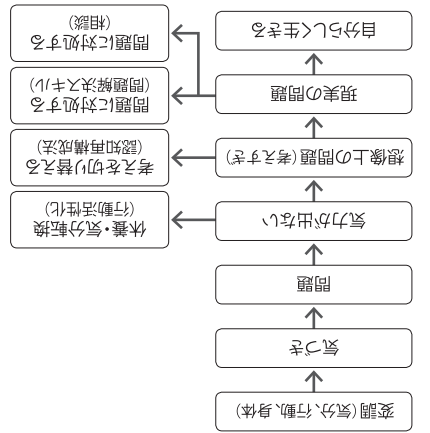 変調（気分、行動、身体）
気づき
問題
気力が出ない
休養・気分転換
（行動活性化）
想像上の問題（考えすぎ）
考えを切り替える
（認知再構成法）
現実の問題
問題に対処する
（問題解決スキル）
問題に対処する
（相談）
自分らしく生きる